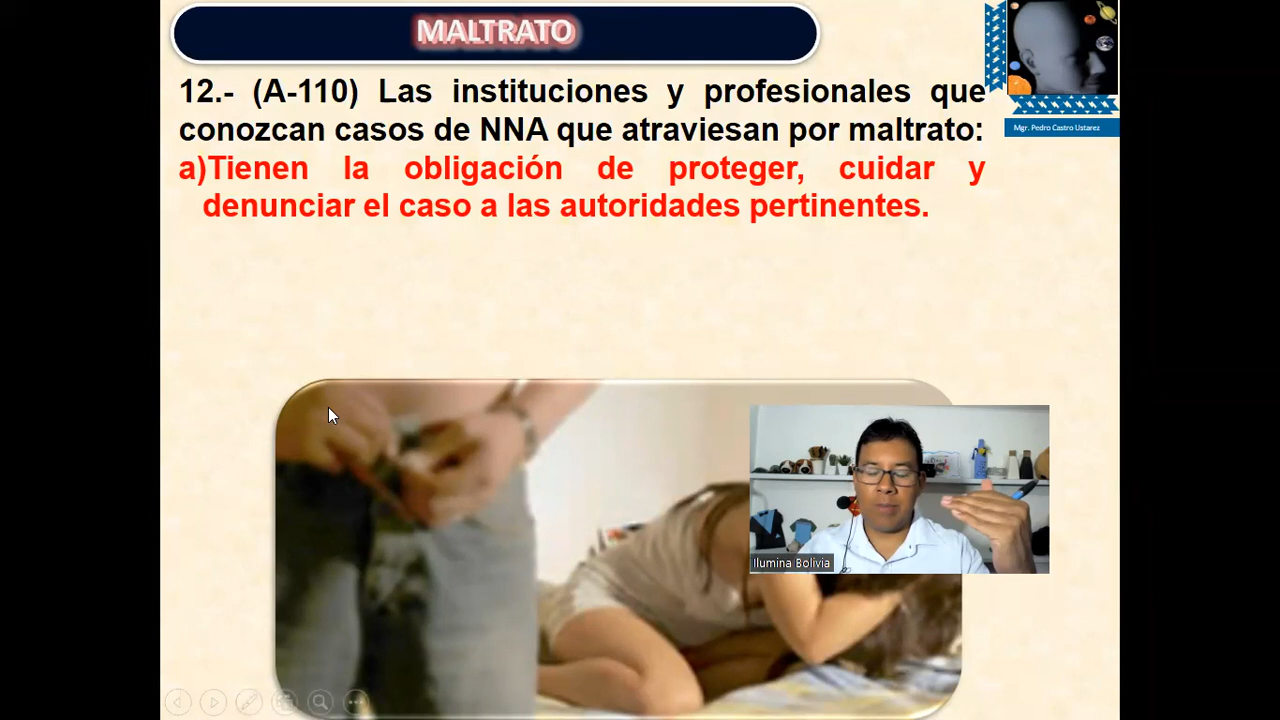 MALTRATO
12.- (A-110) Las instituciones y profesionales que
conozcan casos de NNA que atraviesan por maltrato:
a)Tienen la obligación de proteger, cuidar y
denunciar el caso a las autoridades pertinentes.
Mgr. Pedro Castro Ustarez
Ilumina Bolivia